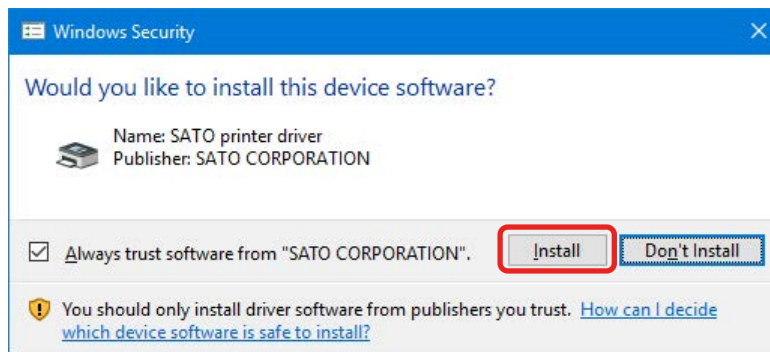 Windows Security
Would you like to install this device software?
Name: SATO printer driver
Publisher: SATO CORPORATION
Always trust software from "SATO CORPORATION". Install Don't Install
You should only install driver software from publishers you trust. How can I decide
which device software is safe to install?